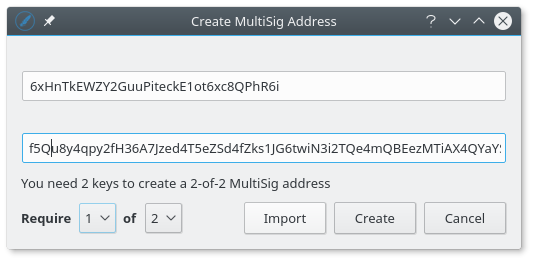 Create MultiSig Address
6xHnTkEWZY2GuuPiteckE1ot6xc8QPhR6i
f5Qu8y4qpy2fH36A7Jzed4T5eZSd4fZks1JG6twiN3i2TQe4mQBEezMTiAX4QYaYS
You need 2 keys to create a 2-of-2 MultiSig address
Require 1 of 2 Import Create Cancel